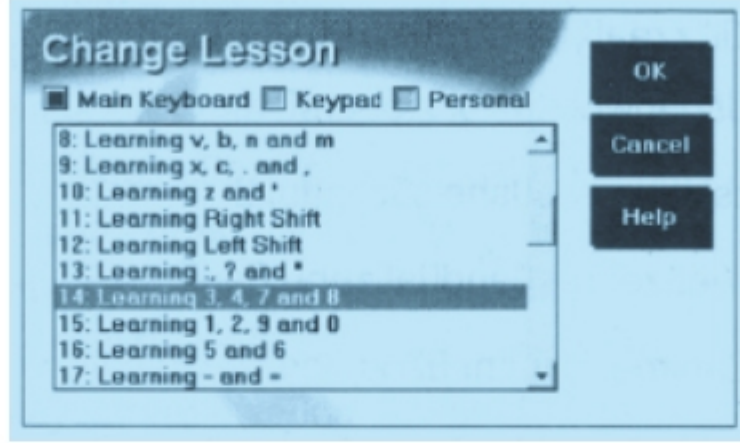 Change Lesson
OK
Main Keyboard Keypad Personal
8: Learning v, b, n and m
Cancel
9: Learning x, c, . and ,
10: Learning z and '
11: Learning Right Shift
Help
12: Learning Left Shift
13: Learning :, ? and "
14: Learning 3, 4, 7 and 8
15: Learning 1, 2, 9 and 0
16: Learning 5 and 6
17: Learning - and =